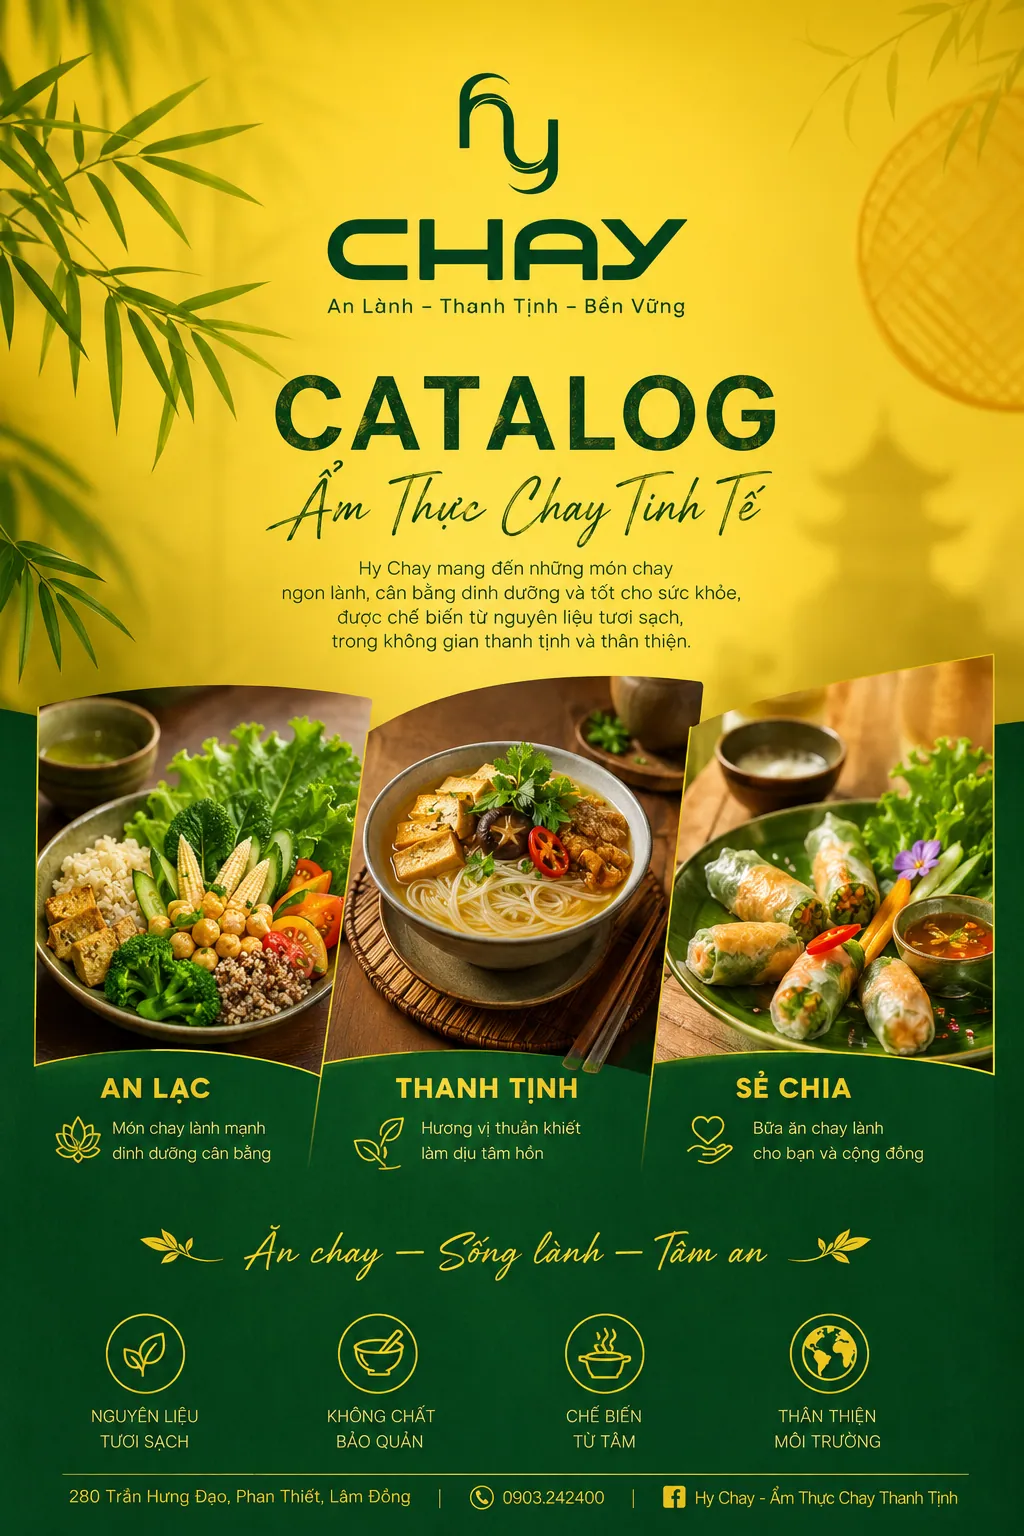 hy
CHAY
An Lành – Thanh Tịnh – Bền Vững
CATALOG
Ẩm Thực Chay Tinh Tế
Hy Chay mang đến những món chay
ngon lành, cân bằng dinh dưỡng và tốt cho sức khỏe,
được chế biến từ nguyên liệu tươi sạch,
trong không gian thanh tịnh và thân thiện.
AN LẠC
Món chay lành mạnh
dinh dưỡng cân bằng
THANH TỊNH
Hương vị thuần khiết
làm dịu tâm hồn
SẺ CHIA
Bữa ăn chay lành
cho bạn và cộng đồng
Ăn chay — Sống lành — Tâm an
NGUYÊN LIỆU
TƯƠI SẠCH
KHÔNG CHẤT
BẢO QUẢN
CHẾ BIẾN
TỪ TÂM
THÂN THIỆN
MÔI TRƯỜNG
280 Trần Hưng Đạo, Phan Thiết, Lâm Đồng | 0903.242400 | Hy Chay - Ẩm Thực Chay Thanh Tịnh